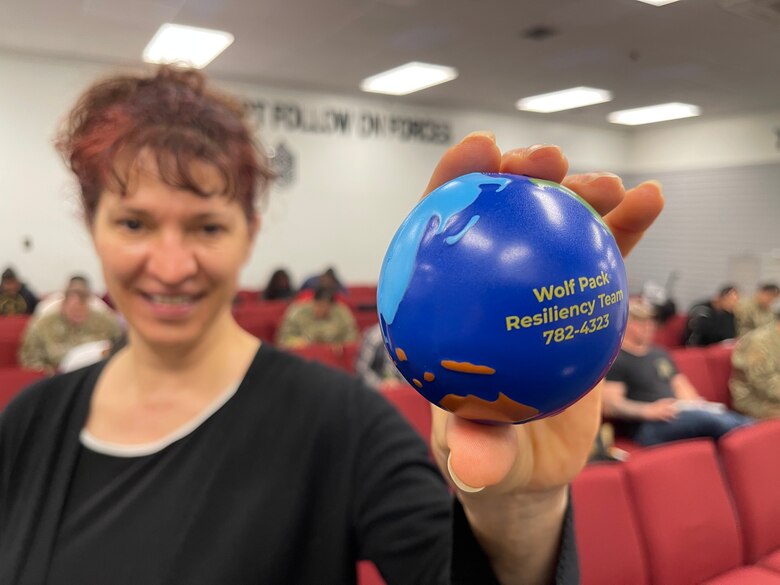 FOLLOW ON FORCES
Wolf Pack
Resiliency Team
782-4323